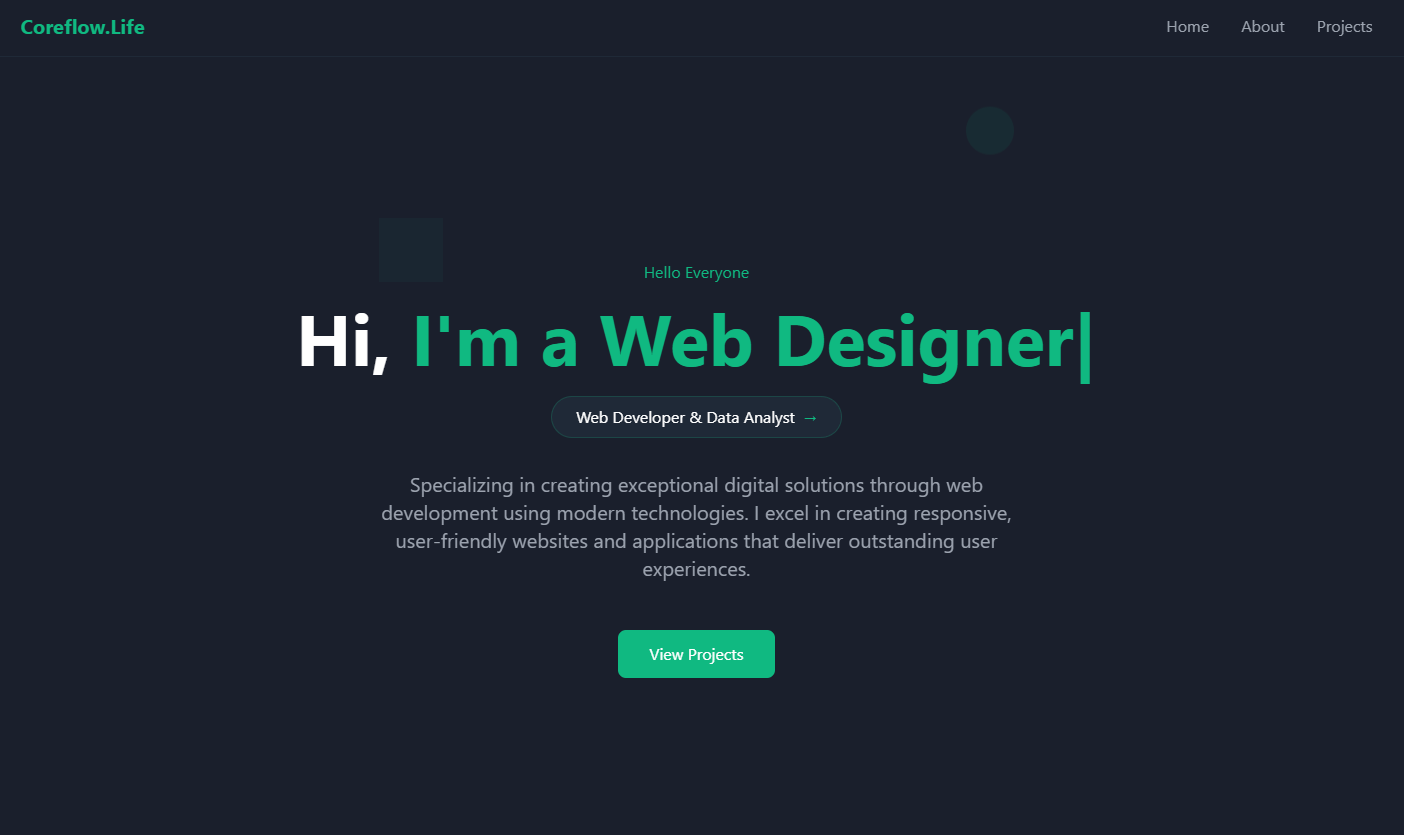 Coreflow.Life
Home About Projects
Hello Everyone
Hi, I'm a Web Designer|
Web Developer & Data Analyst →
Specializing in creating exceptional digital solutions through web
development using modern technologies. I excel in creating responsive,
user-friendly websites and applications that deliver outstanding user
experiences.
View Projects